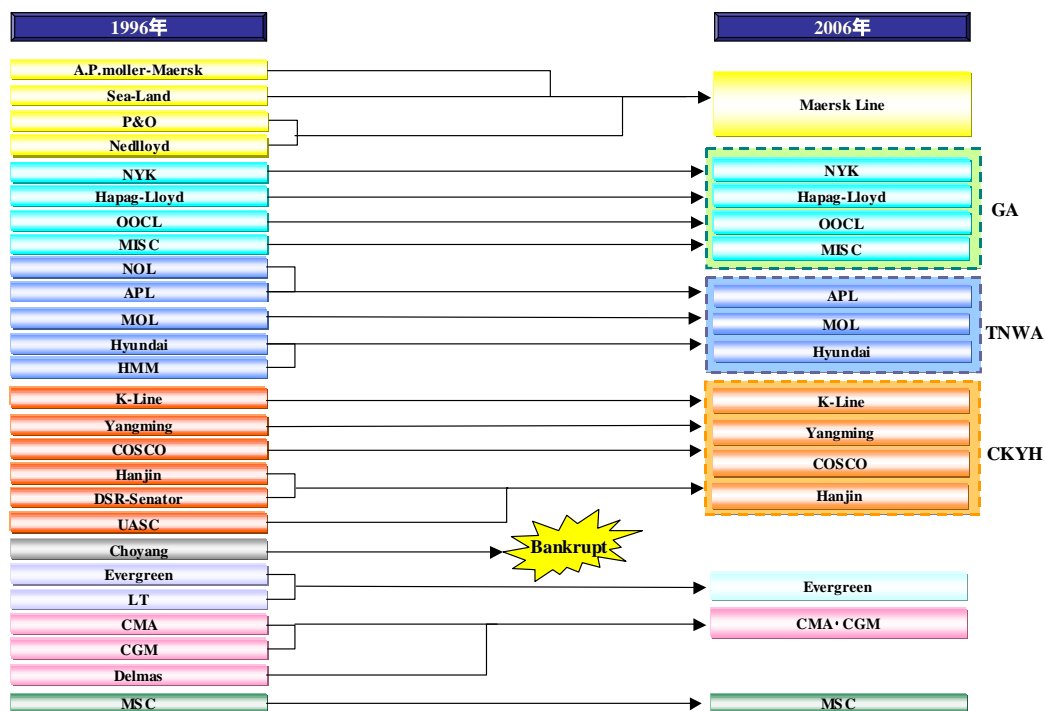 1996年
2006年
A.P.moller-Maersk
Sea-Land
P&O
Nedlloyd
NYK
Hapag-Lloyd
OOCL
MISC
NOL
APL
MOL
Hyundai
HMM
K-Line
Yangming
COSCO
Hanjin
DSR-Senator
UASC
Choyang
Evergreen
LT
CMA
CGM
Delmas
MSC
Bankrupt
Maersk Line
NYK
Hapag-Lloyd
OOCL
MISC
GA
APL
MOL
Hyundai
TNWA
K-Line
Yangming
COSCO
Hanjin
CKYH
Evergreen
CMA・CGM
MSC